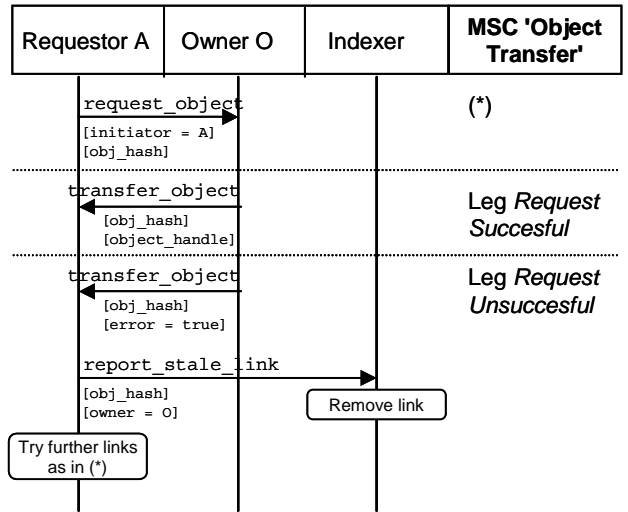 Requestor A
Owner O
Indexer
MSC 'Object
Transfer'
request_object
(*)
[initiator = A]
[obj_hash]
transfer_object
[obj_hash]
[object_handle]
Leg Request
Succesful
transfer_object
[obj_hash]
[error = true]
Leg Request
Unsuccesful
report_stale_link
[obj_hash]
[owner = O]
Remove link
Try further links
as in (*)